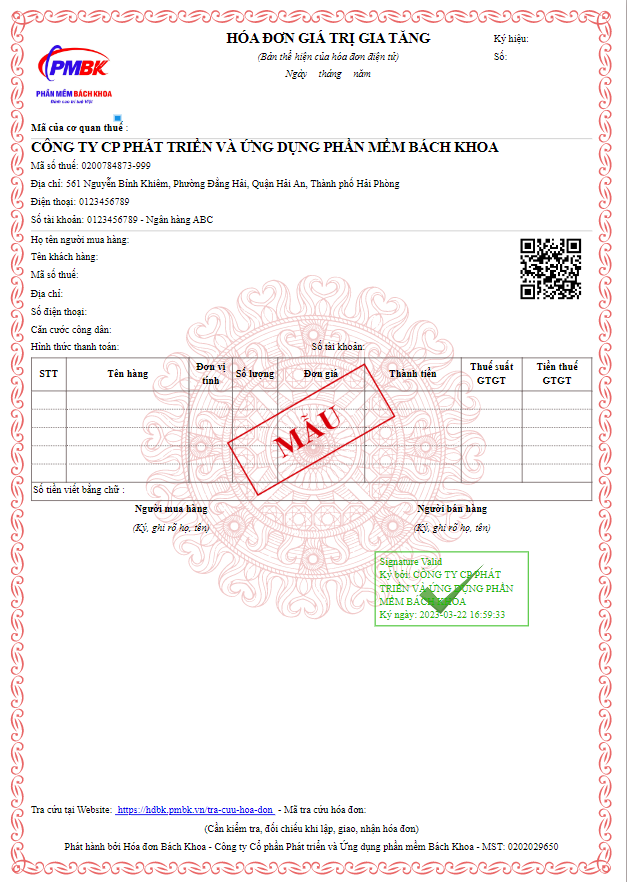 HÓA ĐƠN GIÁ TRỊ GIA TĂNG
(Bản thể hiện của hóa đơn điện tử)
Ngày tháng năm
Ký hiệu:
Số:
PMBK
PHẦN MỀM BÁCH KHOA
Đỉnh cao trí tuệ Việt
Mã của cơ quan thuế :
CÔNG TY CP PHÁT TRIỂN VÀ ỨNG DỤNG PHẦN MỀM BÁCH KHOA
Mã số thuế: 0200784873-999
Địa chỉ: 561 Nguyễn Bỉnh Khiêm, Phường Đằng Hải, Quận Hải An, Thành phố Hải Phòng
Điện thoại: 0123456789
Số tài khoản: 0123456789 - Ngân hàng ABC
Họ tên người mua hàng:
Tên khách hàng:
Mã số thuế:
Địa chỉ:
Số điện thoại:
Căn cước công dân:
Hình thức thanh toán: Số tài khoản:
STT Tên hàng Đơn vị tính Số lượng Đơn giá Thành tiền Thuế suất GTGT Tiền thuế GTGT
MẪU
Số tiền viết bằng chữ :
Người mua hàng Người bán hàng
(Ký, ghi rõ họ, tên) (Ký, ghi rõ họ, tên)
Signature Valid
Ký bởi: CÔNG TY CP PHÁT
TRIỂN VÀ ỨNG DỤNG PHẦN
MỀM BÁCH KHOA
Ký ngày: 2023-03-22 16:59:33
Tra cứu tại Website: https://hdbk.pmbk.vn/tra-cuu-hoa-don - Mã tra cứu hóa đơn:
(Cần kiểm tra, đối chiếu khi lập, giao, nhận hóa đơn)
Phát hành bởi Hóa đơn Bách Khoa - Công ty Cổ phần Phát triển và Ứng dụng phần mềm Bách Khoa - MST: 0202029650